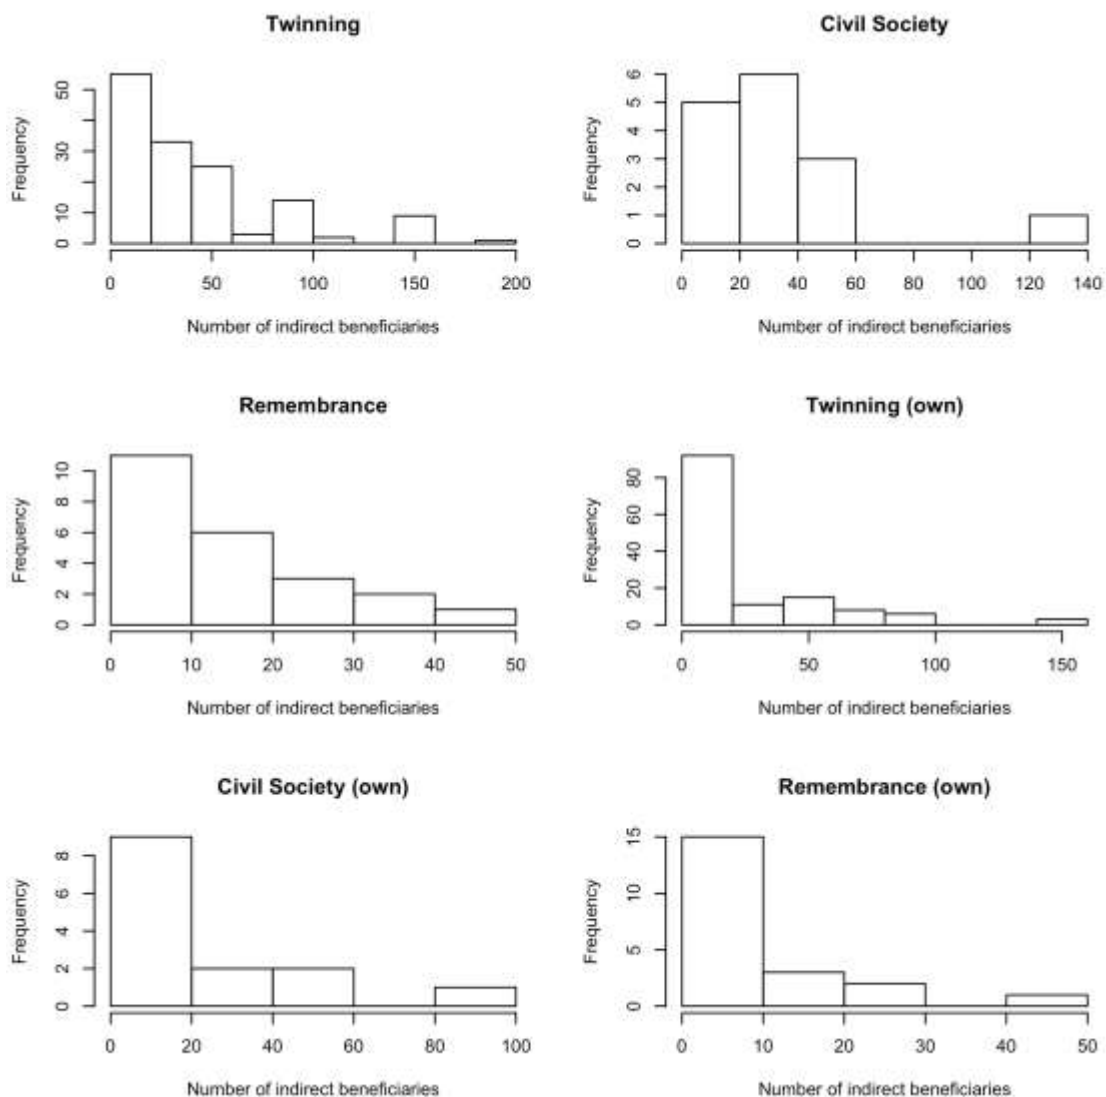 Twinning
Frequency
0 10 30 50
0 50 100 150 200
Number of indirect beneficiaries
Civil Society
Frequency
0 1 2 3 4 5 6
0 20 40 60 80 100 120 140
Number of indirect beneficiaries
Remembrance
Frequency
0 2 4 6 8 10
0 10 20 30 40 50
Number of indirect beneficiaries
Twinning (own)
Frequency
0 20 40 60 80
0 50 100 150
Number of indirect beneficiaries
Civil Society (own)
Frequency
0 2 4 6 8
0 20 40 60 80 100
Number of indirect beneficiaries
Remembrance (own)
Frequency
0 5 10 15
0 10 20 30 40 50
Number of indirect beneficiaries